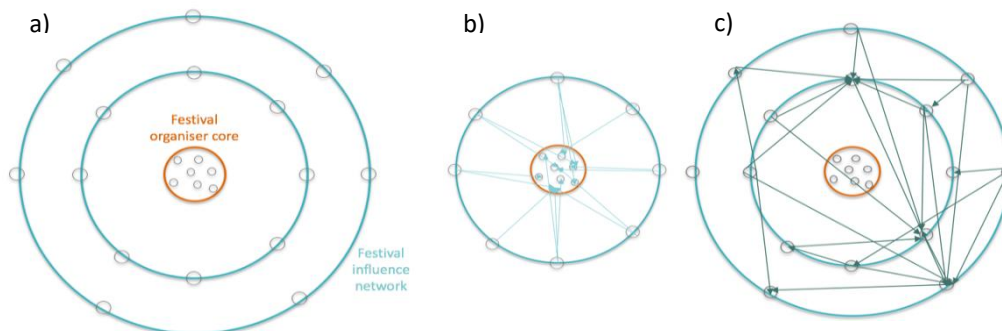 a)
Festival
organiser core
Festival
influence
network
b)
c)